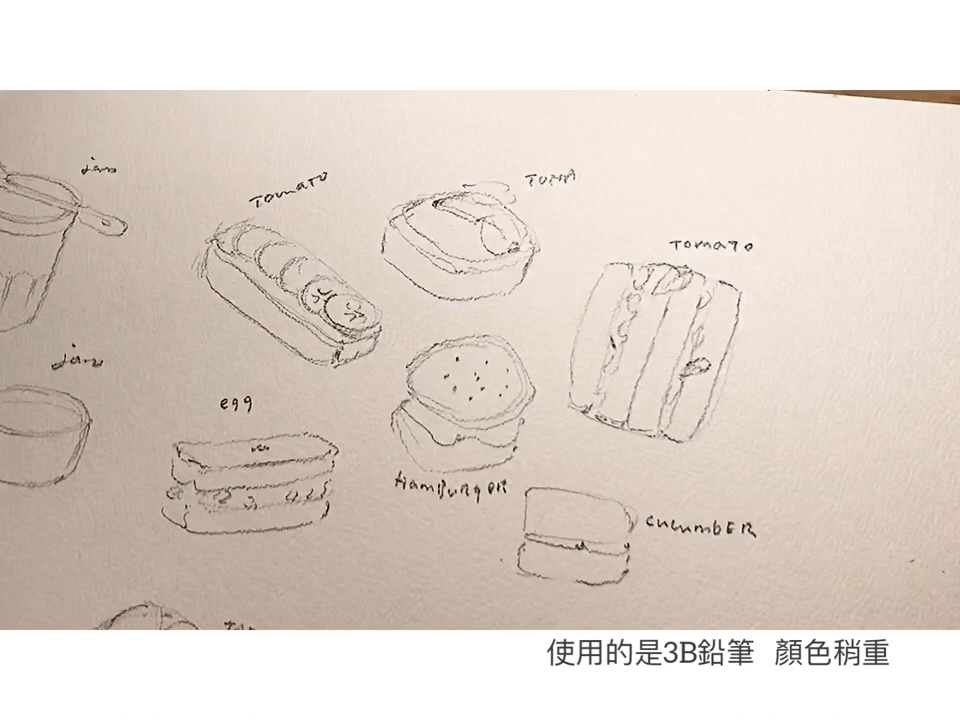 jam
Tomato
TUNA
Tomato
jam
egg
HAMBURgER
CUCUmbER
使用的是3B鉛筆 顏色稍重